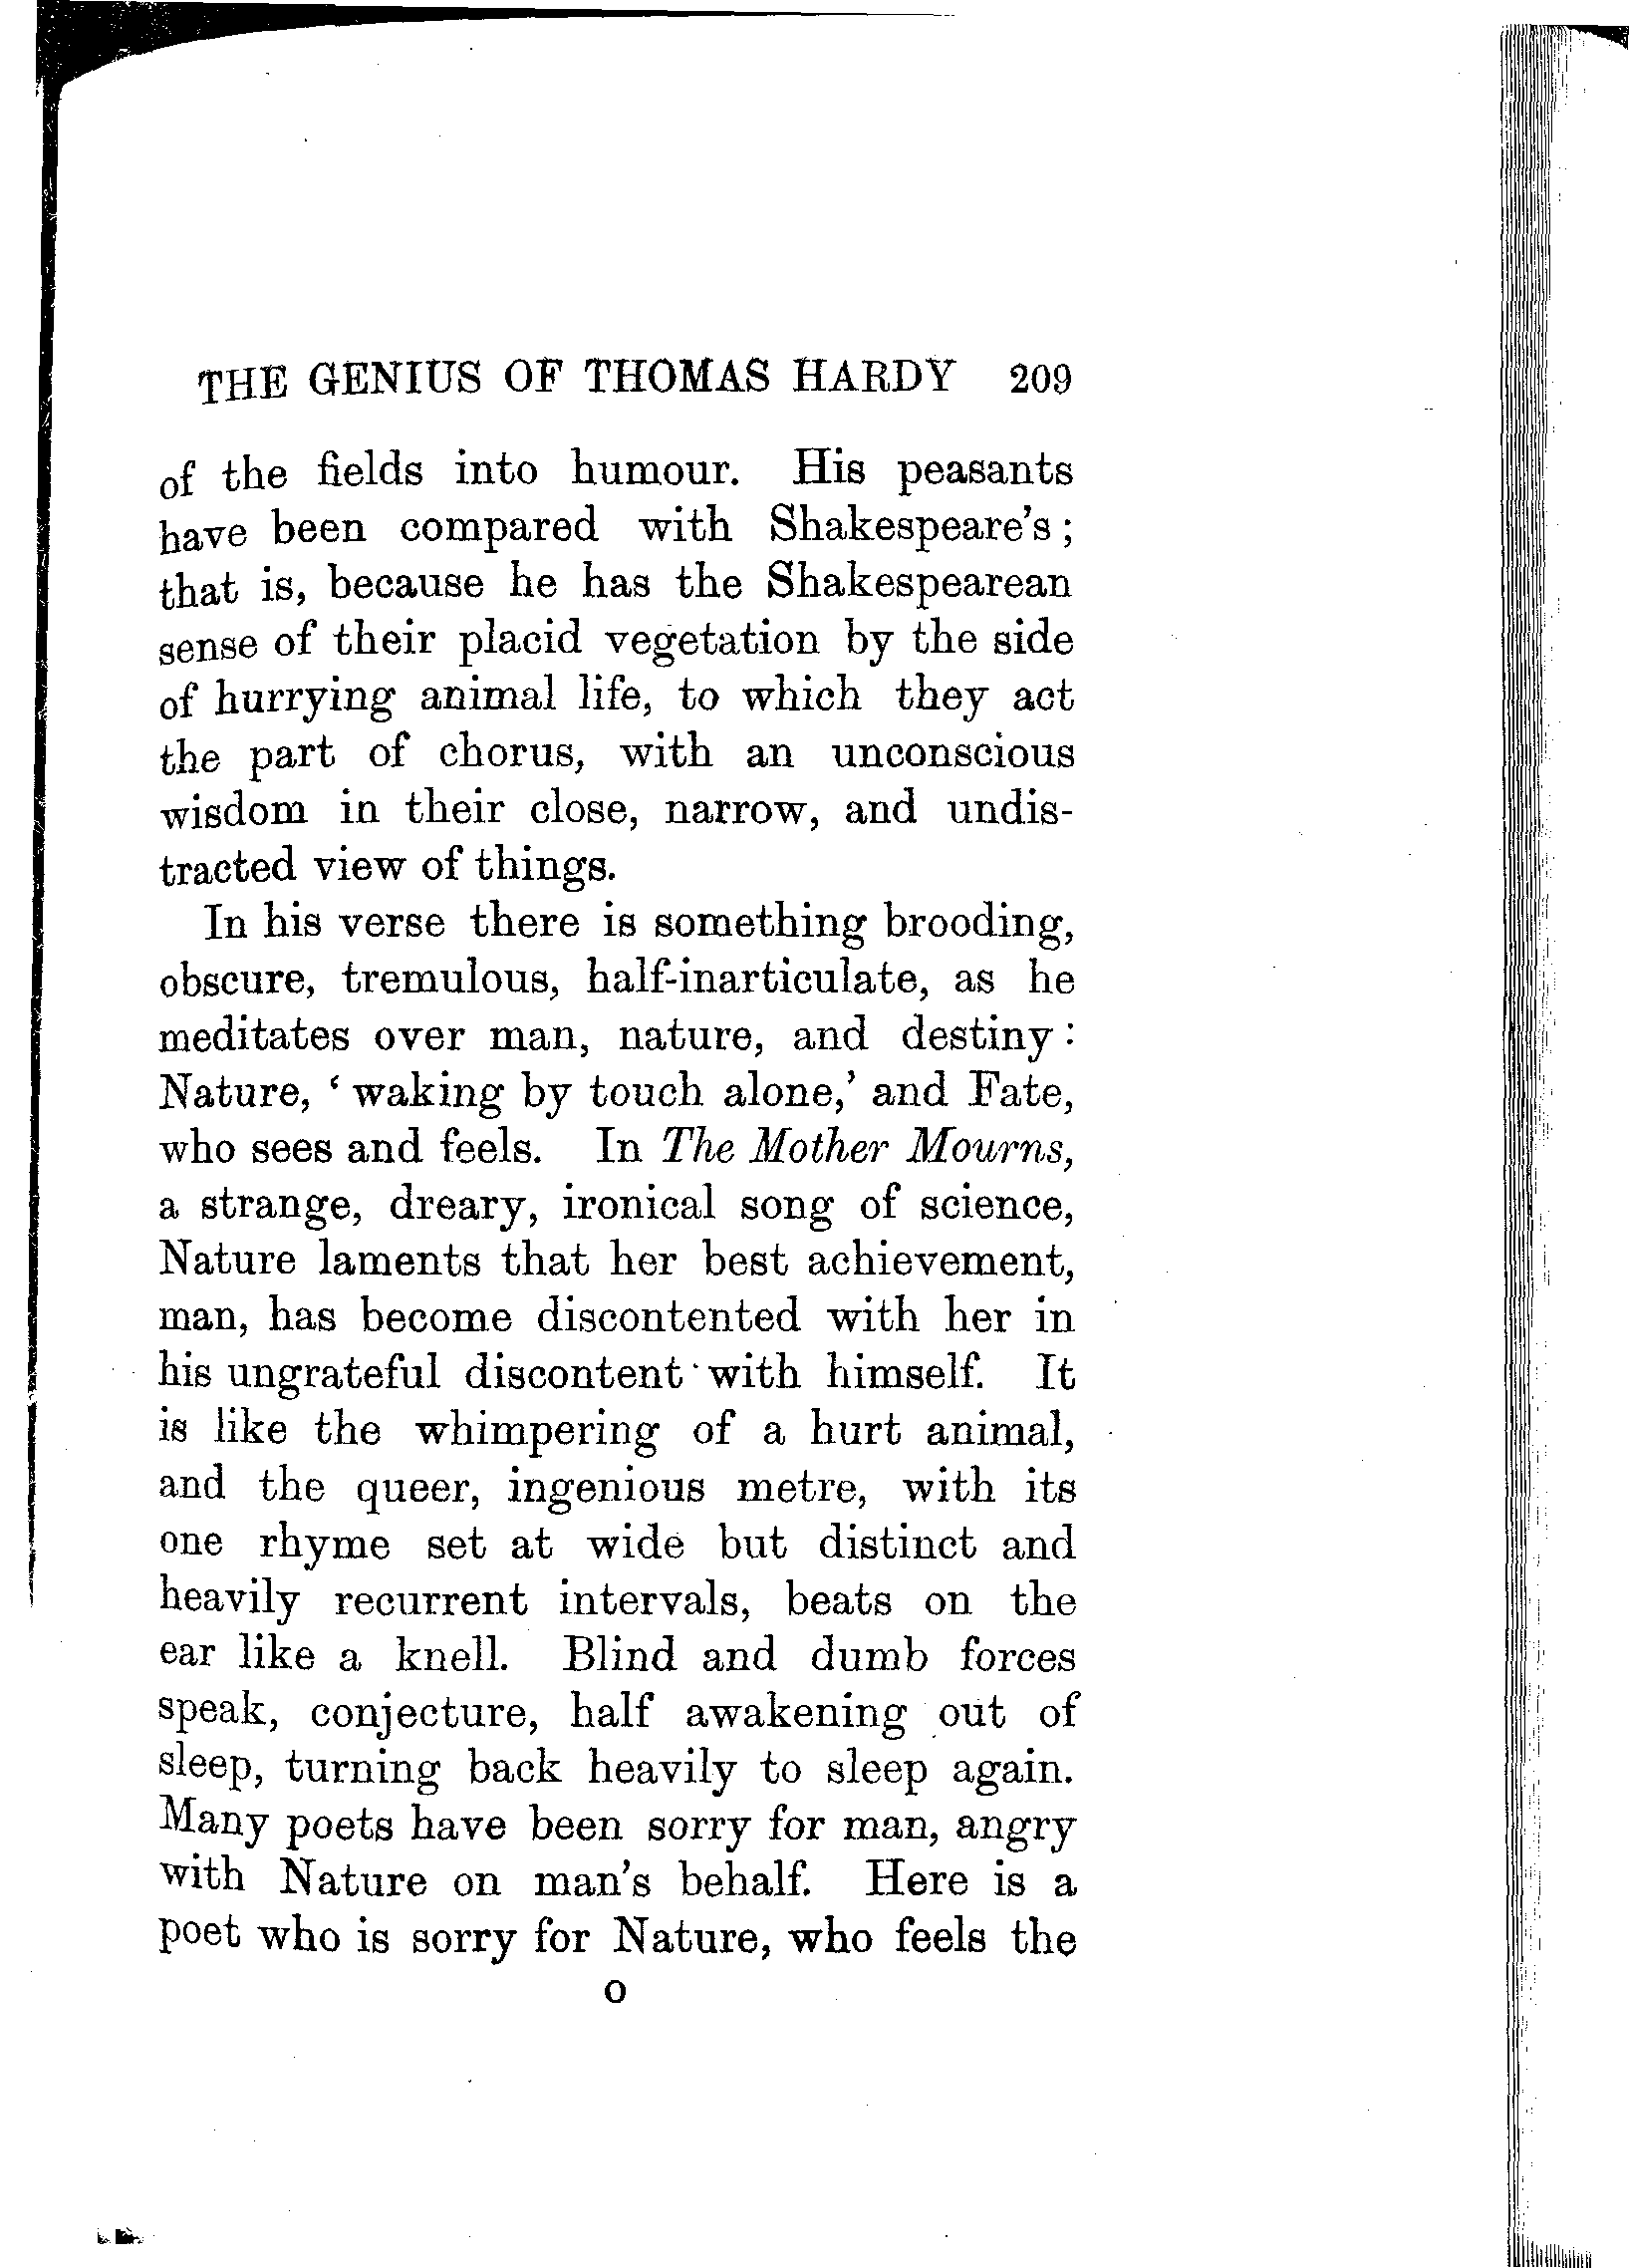 THE GENIUS OF THOMAS HARDY 209
of the fields into humour. His peasants
have been compared with Shakespeare's;
that is, because he has the Shakespearean
sense of their placid vegetation by the side
of hurrying animal life, to which they act
the part of chorus, with an unconscious
wisdom in their close, narrow, and undis-
tracted view of things.
In his verse there is something brooding,
obscure, tremulous, half-inarticulate, as he
meditates over man, nature, and destiny:
Nature, 'waking by touch alone,' and Fate,
who sees and feels. In The Mother Mourns,
a strange, dreary, ironical song of science,
Nature laments that her best achievement,
man, has become discontented with her in
his ungrateful discontent with himself. It
is like the whimpering of a hurt animal,
and the queer, ingenious metre, with its
one rhyme set at wide but distinct and
heavily recurrent intervals, beats on the
ear like a knell. Blind and dumb forces
speak, conjecture, half awakening out of
sleep, turning back heavily to sleep again.
Many poets have been sorry for man, angry
with Nature on man's behalf. Here is a
poet who is sorry for Nature, who feels the
O